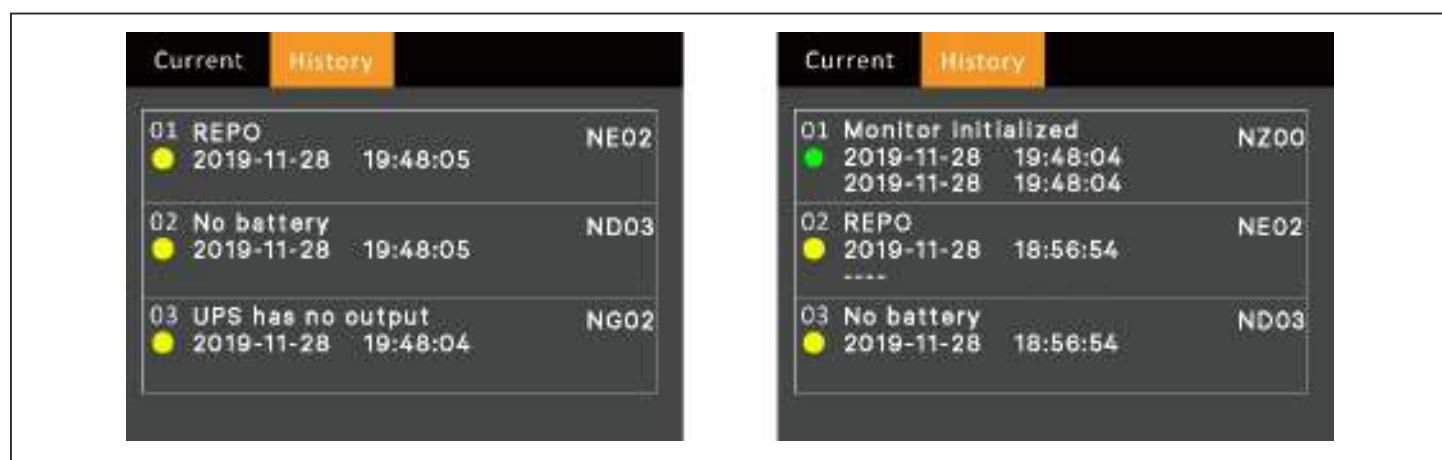 Current History
01 REPO NE02
2019-11-28 19:48:05
02 No battery ND03
2019-11-28 19:48:05
03 UPS has no output NG02
2019-11-28 19:48:04
Current History
01 Monitor initialized NZ00
2019-11-28 19:48:04
2019-11-28 19:48:04
02 REPO NE02
2019-11-28 18:56:54
----
03 No battery ND03
2019-11-28 18:56:54